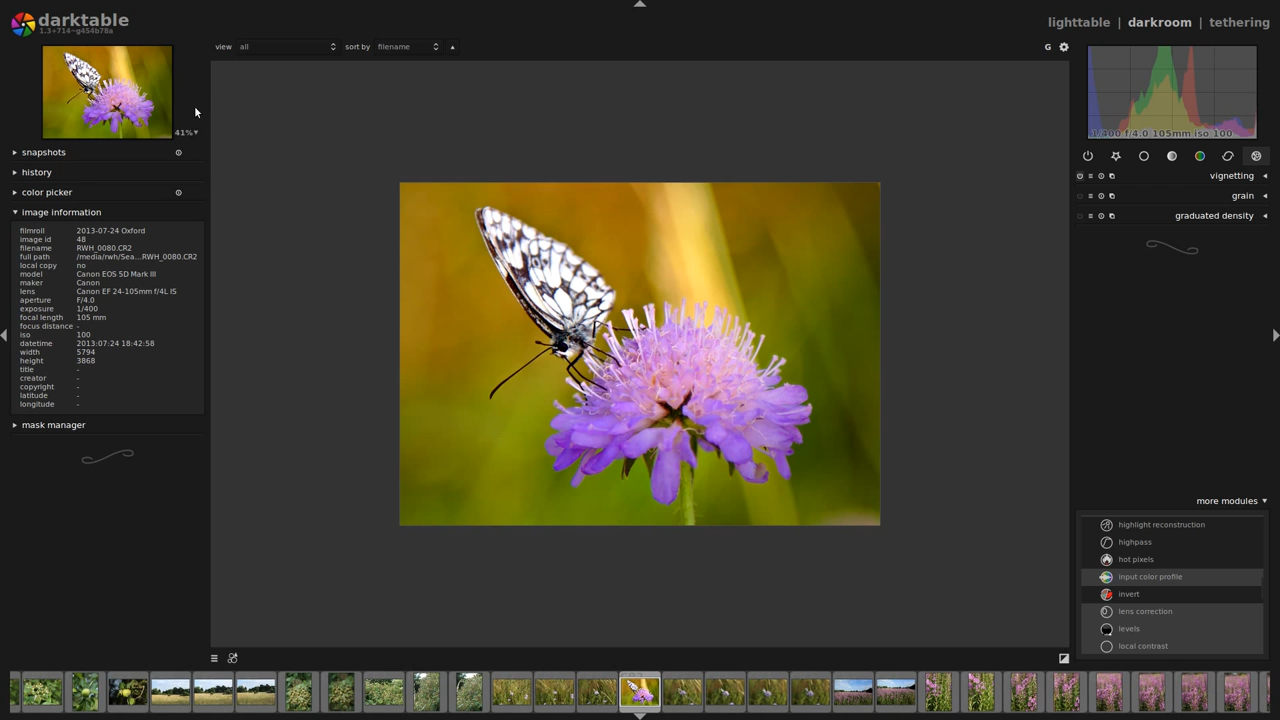 darktable
1.3+714~g454b78a
lighttable | darkroom | tethering
view all sort by filename
G
41%
1/400 f/4.0 105mm iso 100
snapshots
history
color picker
image information
filmroll 2013-07-24 Oxford
image id 48
filename RWH_0080.CR2
full path /media/rwh/Sea...RWH_0080.CR2
local copy no
model Canon EOS 5D Mark III
maker Canon
lens Canon EF 24-105mm f/4L IS
aperture F/4.0
exposure 1/400
focal length 105 mm
focus distance -
iso 100
datetime 2013:07:24 18:42:58
width 5794
height 3868
title -
creator -
copyright -
latitude -
longitude -
mask manager
vignetting
grain
graduated density
more modules
highlight reconstruction
highpass
hot pixels
input color profile
invert
lens correction
levels
local contrast